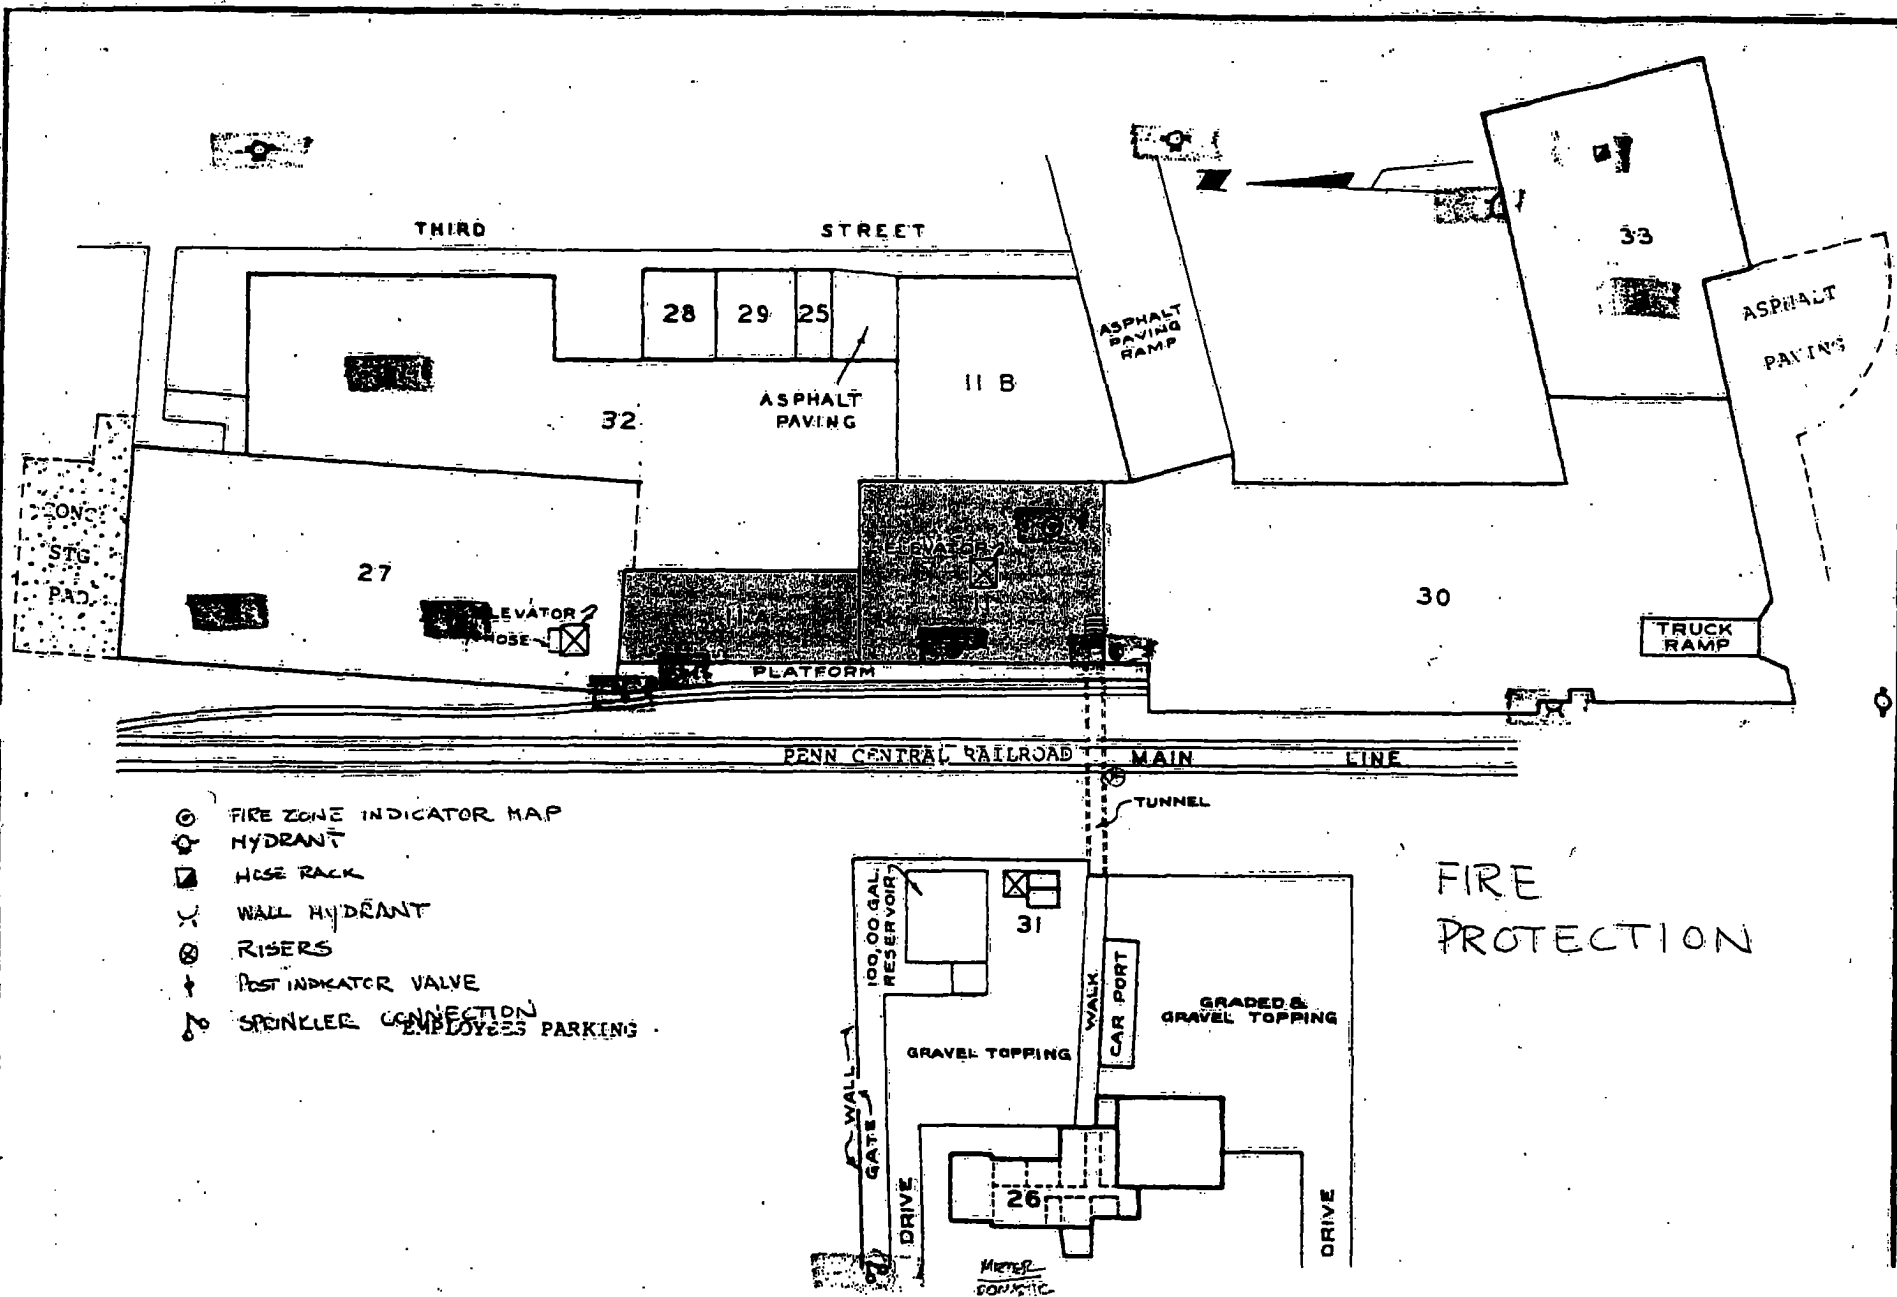 THIRD STREET
33
ASPHALT
PAVING
28
29
25
ASPHALT
PAVING
RAMP
11 B
ASPHALT
PAVING
32
CONC
STG
PAD
27
ELEVATOR
HOSE
ELEVATOR
11 A
30
TRUCK
RAMP
PLATFORM
PENN CENTRAL RAILROAD MAIN LINE
TUNNEL
FIRE ZONE INDICATOR MAP
HYDRANT
HOSE RACK
WALL HYDRANT
RISERS
POST INDICATOR VALVE
SPRINKLER CONNECTION
EMPLOYEES PARKING
FIRE
PROTECTION
100,00 GAL.
RESERVOIR
31
WALK
CAR PORT
GRADED &
GRAVEL TOPPING
GRAVEL TOPPING
WALL
GATE
DRIVE
26
DRIVE
METER
DOMESTIC